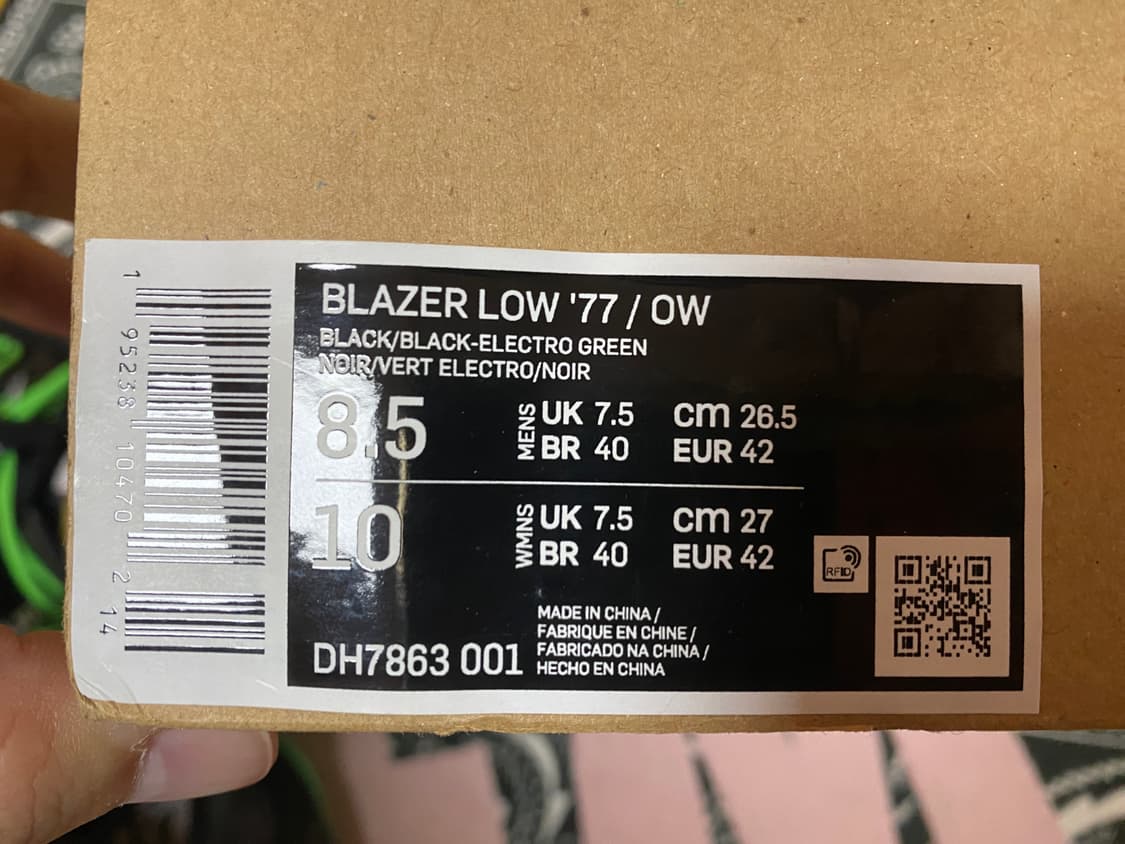 BLAZER LOW '77 / OW
BLACK/BLACK-ELECTRO GREEN
NOIR/VERT ELECTRO/NOIR
8.5
MENS
UK 7.5 cm 26.5
BR 40 EUR 42
10
WMNS
UK 7.5 cm 27
BR 40 EUR 42
RFID
MADE IN CHINA /
FABRIQUE EN CHINE /
FABRICADO NA CHINA /
HECHO EN CHINA
DH7863 001
1 95238 10470 2 14